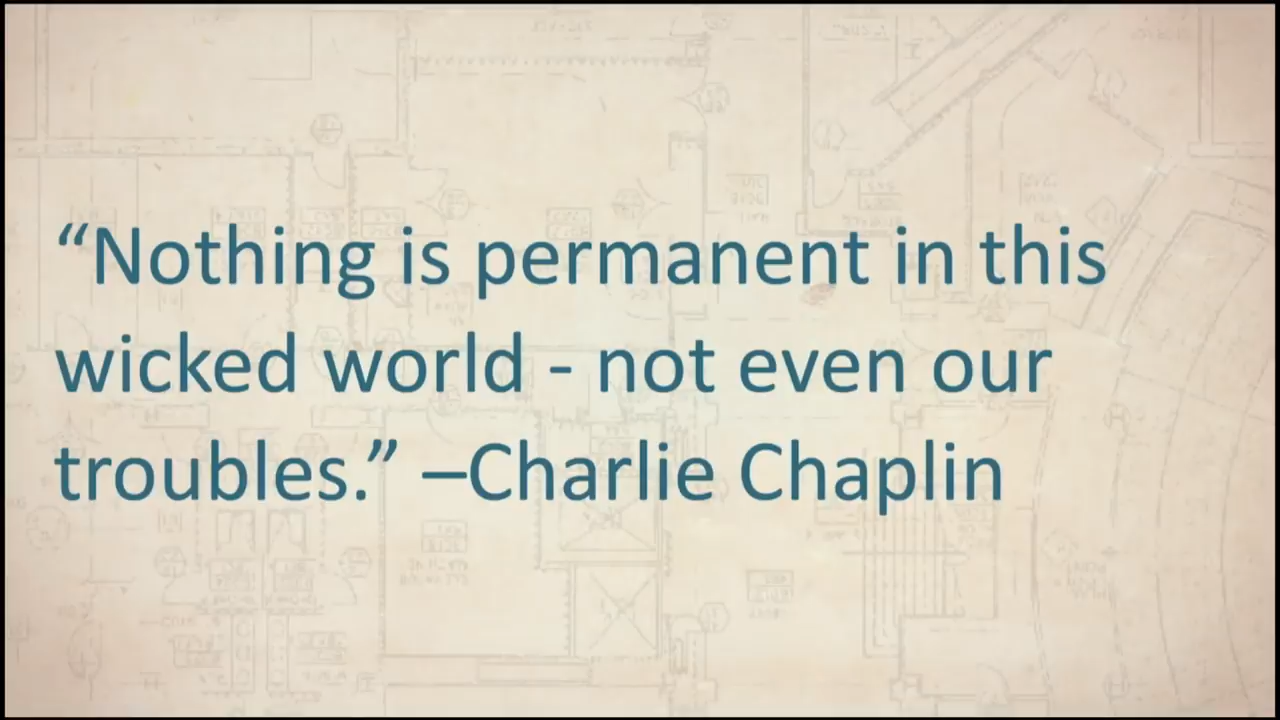 “Nothing is permanent in this
wicked world - not even our
troubles.” –Charlie Chaplin